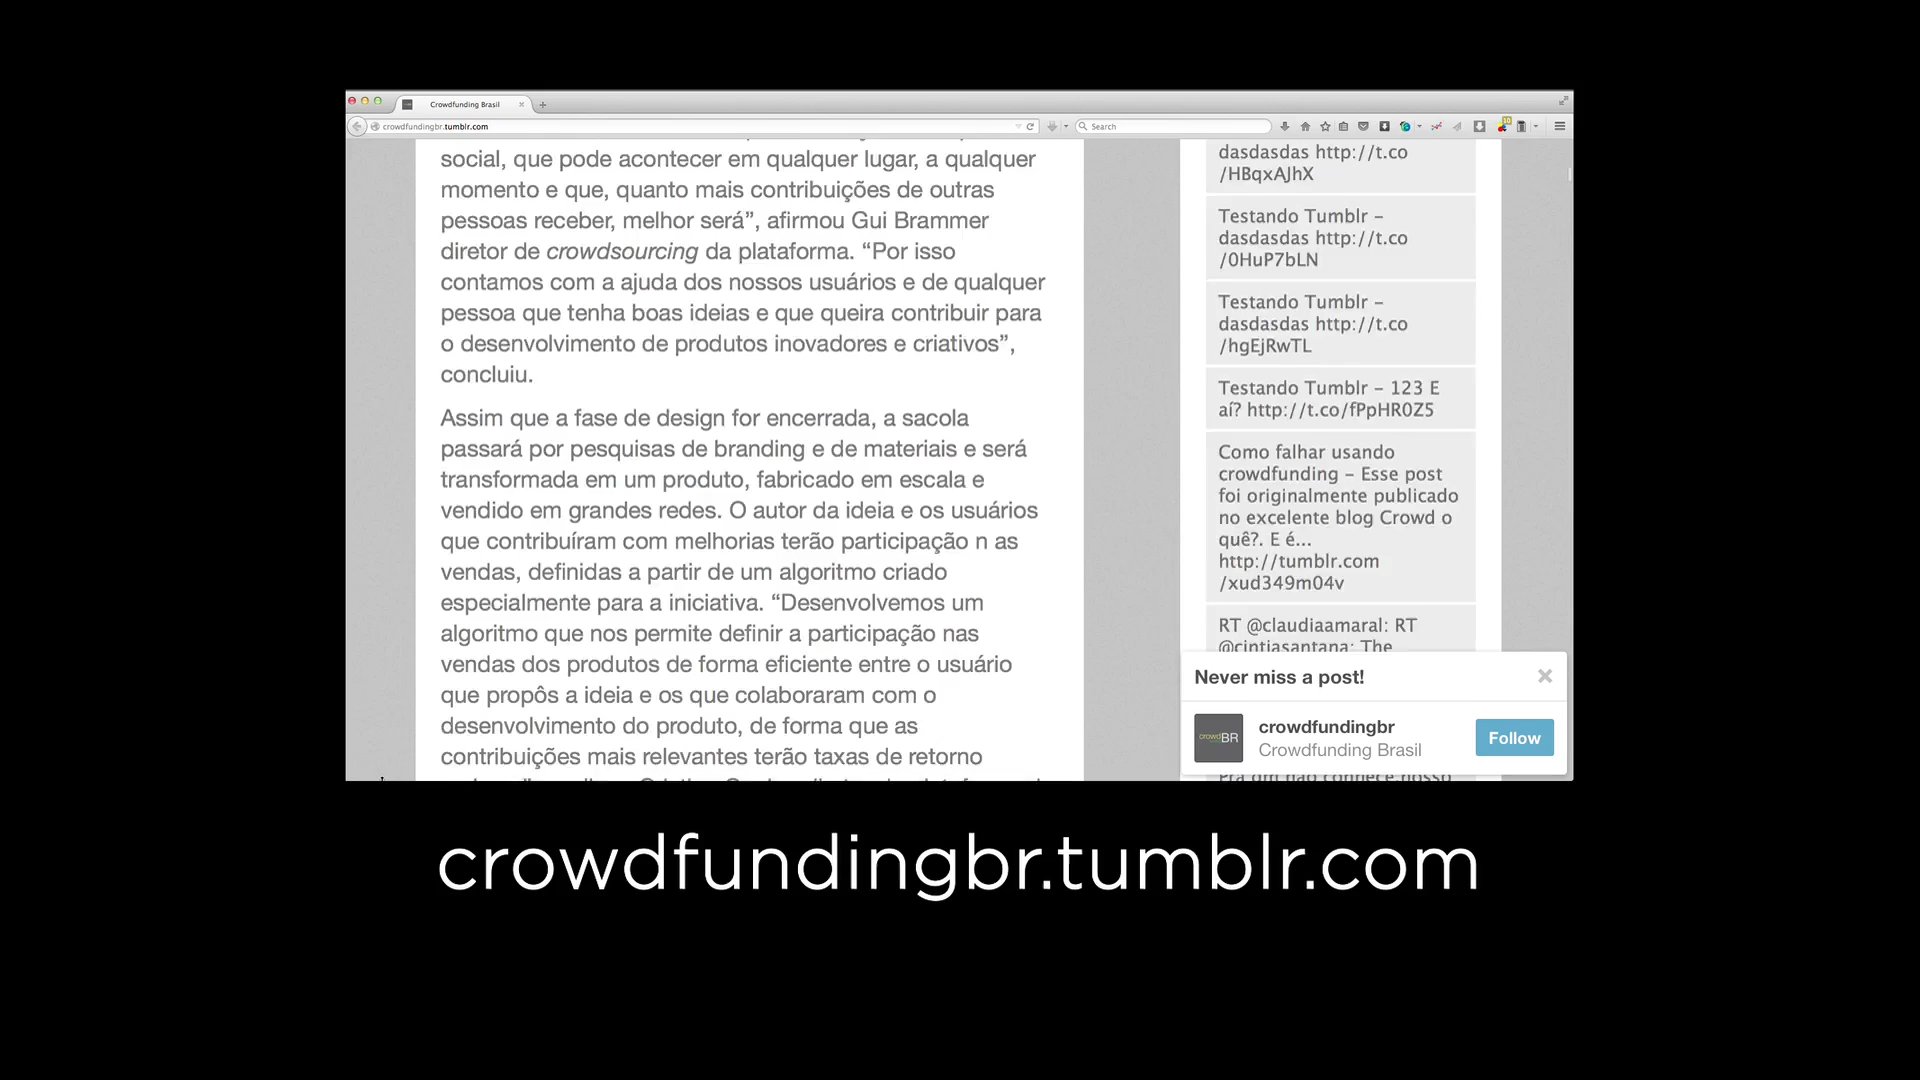 Crowdfunding Brasil
crowdfundingbr.tumblr.com
Search
social, que pode acontecer em qualquer lugar, a qualquer
momento e que, quanto mais contribuições de outras
pessoas receber, melhor será”, afirmou Gui Brammer
diretor de crowdsourcing da plataforma. “Por isso
contamos com a ajuda dos nossos usuários e de qualquer
pessoa que tenha boas ideias e que queira contribuir para
o desenvolvimento de produtos inovadores e criativos”,
concluiu.
Assim que a fase de design for encerrada, a sacola
passará por pesquisas de branding e de materiais e será
transformada em um produto, fabricado em escala e
vendido em grandes redes. O autor da ideia e os usuários
que contribuíram com melhorias terão participação n as
vendas, definidas a partir de um algoritmo criado
especialmente para a iniciativa. “Desenvolvemos um
algoritmo que nos permite definir a participação nas
vendas dos produtos de forma eficiente entre o usuário
que propôs a ideia e os que colaboraram com o
desenvolvimento do produto, de forma que as
contribuições mais relevantes terão taxas de retorno
dasdasdas http://t.co
/HBqxAJhX
Testando Tumblr –
dasdasdas http://t.co
/0HuP7bLN
Testando Tumblr –
dasdasdas http://t.co
/hgEjRwTL
Testando Tumblr – 123 E
aí? http://t.co/fPpHR0Z5
Como falhar usando
crowdfunding – Esse post
foi originalmente publicado
no excelente blog Crowd o
quê?. E é...
http://tumblr.com
/xud349m04v
RT @claudiaamaral: RT
@cintiasantana: The
Never miss a post!
crowdBR
crowdfundingbr
Crowdfunding Brasil
Follow
crowdfundingbr.tumblr.com